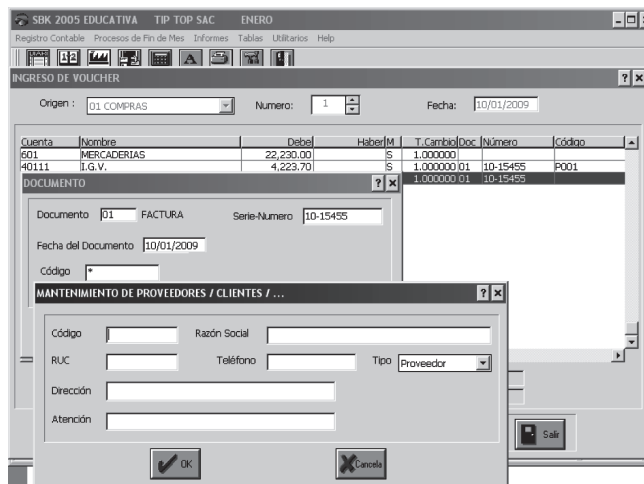 SBK 2005 EDUCATIVA TIP TOP SAC ENERO
Registro Contable Procesos de Fin de Mes Informes Tablas Utilitarios Help
INGRESO DE VOUCHER
Origen : 01 COMPRAS Numero: 1 Fecha: 10/01/2009
Cuenta Nombre Debe Haber M T.Cambio Doc Número Código
601 MERCADERIAS 22,230.00 S 1.000000
40111 I.G.V. 4,223.70 S 1.000000 01 10-15455 P001
1.000000 01 10-15455
DOCUMENTO
Documento 01 FACTURA Serie-Numero 10-15455
Fecha del Documento 10/01/2009
Código *
MANTENIMIENTO DE PROVEEDORES / CLIENTES / ...
Código Razón Social
RUC Teléfono Tipo Proveedor
Dirección
Atención
OK Cancela
Salir